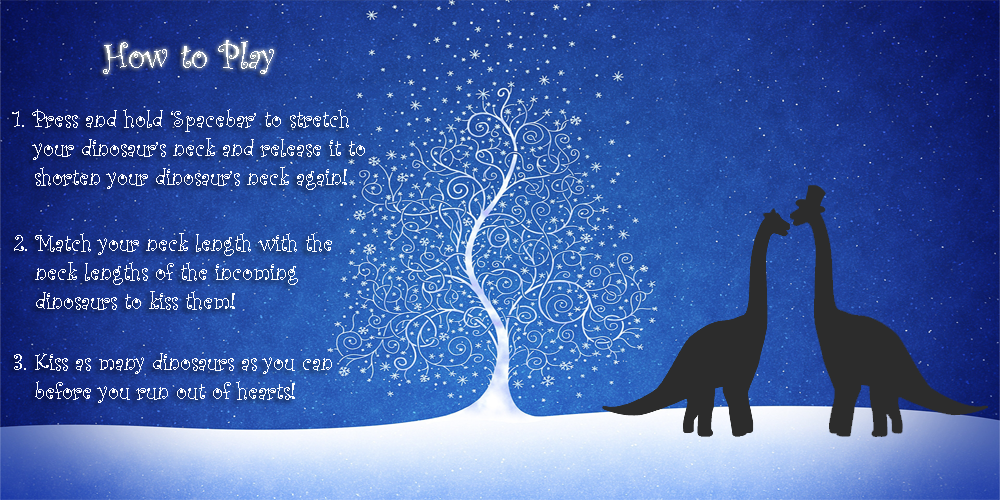 How to Play
1. Press and hold 'Spacebar' to stretch
your dinosaur's neck and release it to
shorten your dinosaur's neck again!
2. Match your neck length with the
neck lengths of the incoming
dinosaurs to kiss them!
3. Kiss as many dinosaurs as you can
before you run out of hearts!